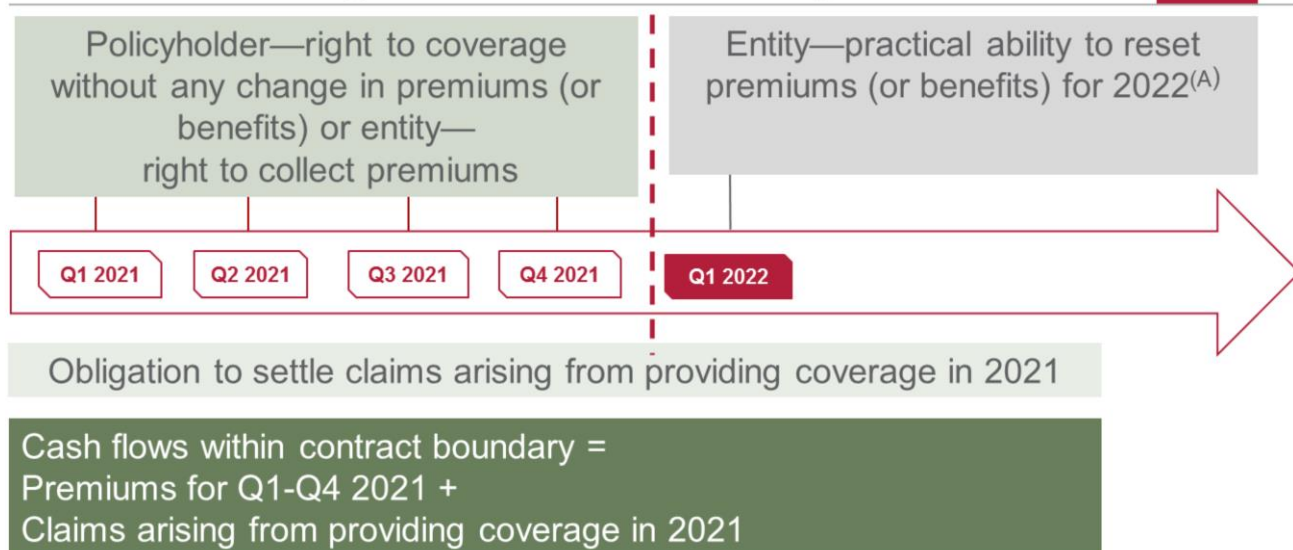 Policyholder—right to coverage
without any change in premiums (or
benefits) or entity—
right to collect premiums
Entity—practical ability to reset
premiums (or benefits) for 2022(A)
Q1 2021
Q2 2021
Q3 2021
Q4 2021
Q1 2022
Obligation to settle claims arising from providing coverage in 2021
Cash flows within contract boundary =
Premiums for Q1-Q4 2021 +
Claims arising from providing coverage in 2021